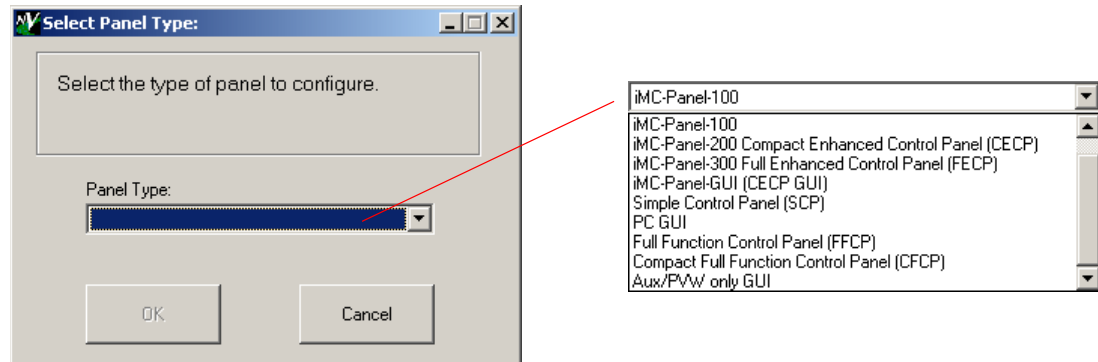 NV Select Panel Type:
Select the type of panel to configure.
Panel Type:
OK
Cancel
iMC-Panel-100
iMC-Panel-100
iMC-Panel-200 Compact Enhanced Control Panel (CECP)
iMC-Panel-300 Full Enhanced Control Panel (FECP)
iMC-Panel-GUI (CECP GUI)
Simple Control Panel (SCP)
PC GUI
Full Function Control Panel (FFCP)
Compact Full Function Control Panel (CFCP)
Aux/PVW only GUI